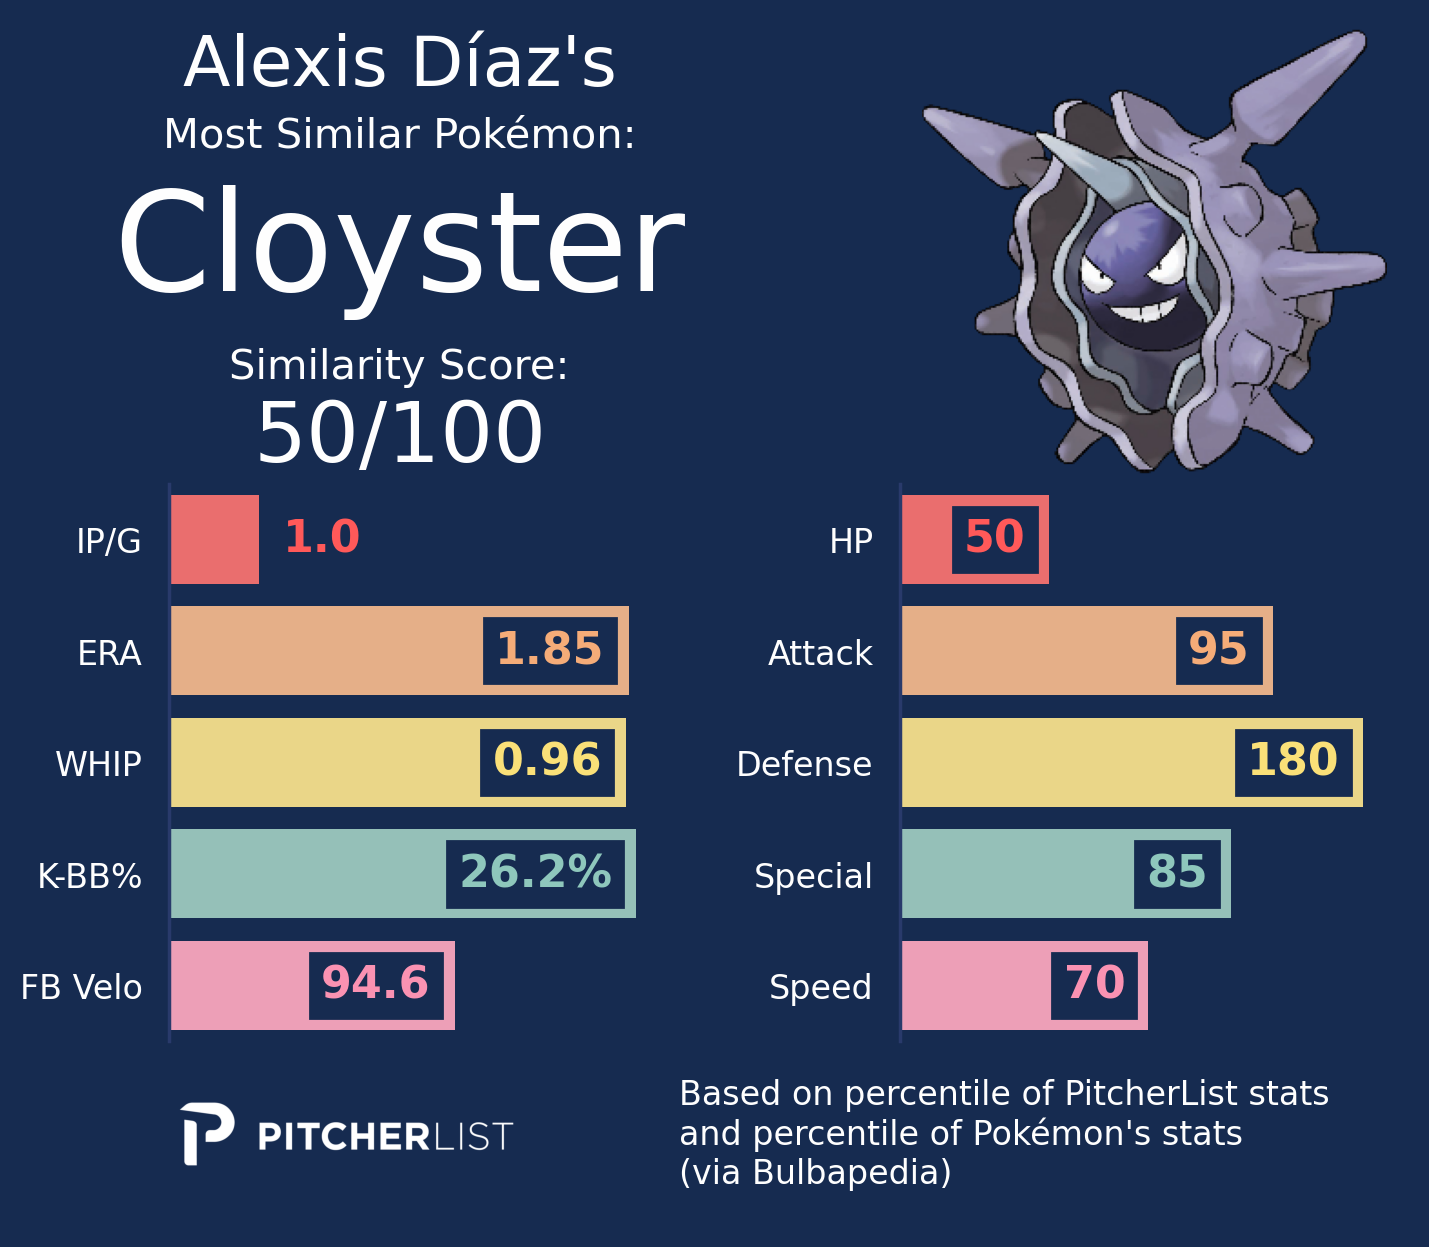 Alexis Díaz's
Most Similar Pokémon:
Cloyster
Similarity Score:
50/100
IP/G 1.0
ERA 1.85
WHIP 0.96
K-BB% 26.2%
FB Velo 94.6
HP 50
Attack 95
Defense 180
Special 85
Speed 70
PITCHERLIST
Based on percentile of PitcherList stats
and percentile of Pokémon's stats
(via Bulbapedia)